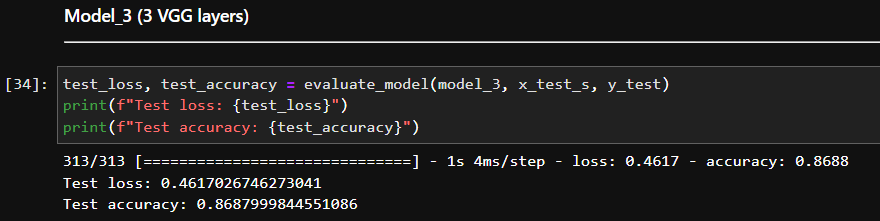 Model_3 (3 VGG layers)
[34]: test_loss, test_accuracy = evaluate_model(model_3, x_test_s, y_test)
print(f"Test loss: {test_loss}")
print(f"Test accuracy: {test_accuracy}")
313/313 [==============================] - 1s 4ms/step - loss: 0.4617 - accuracy: 0.8688
Test loss: 0.4617026746273041
Test accuracy: 0.8687999844551086